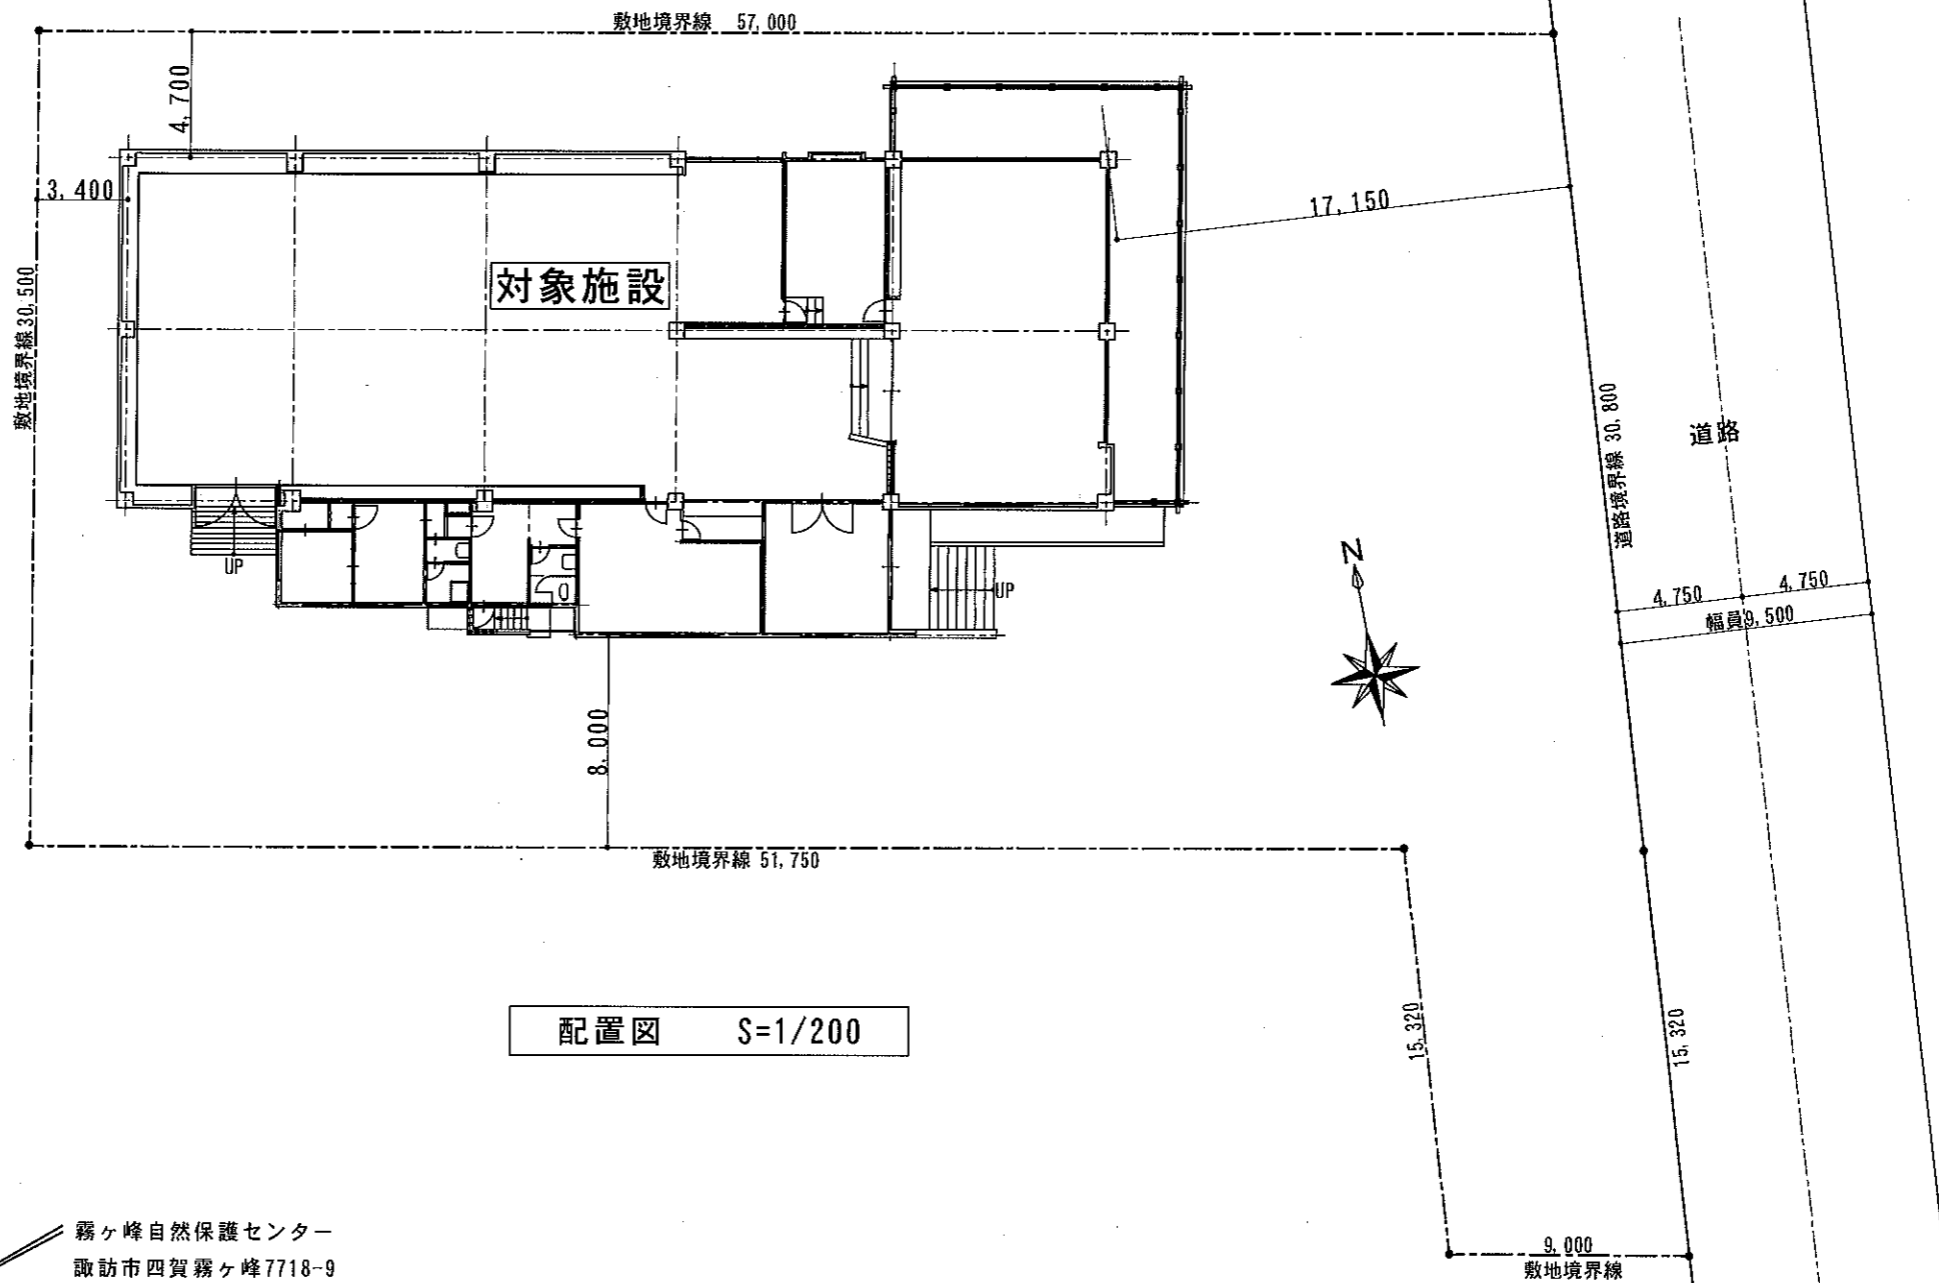 敷地境界線 57,000
4,700
3,400
17,150
対象施設
敷地境界線30,500
道路境界線 30,800
道路
UP
UP
N
4,750
4,750
幅員9,500
8,000
敷地境界線 51,750
配置図 S=1/200
15,320
15,320
9,000
敷地境界線
霧ヶ峰自然保護センター
諏訪市四賀霧ヶ峰7718-9